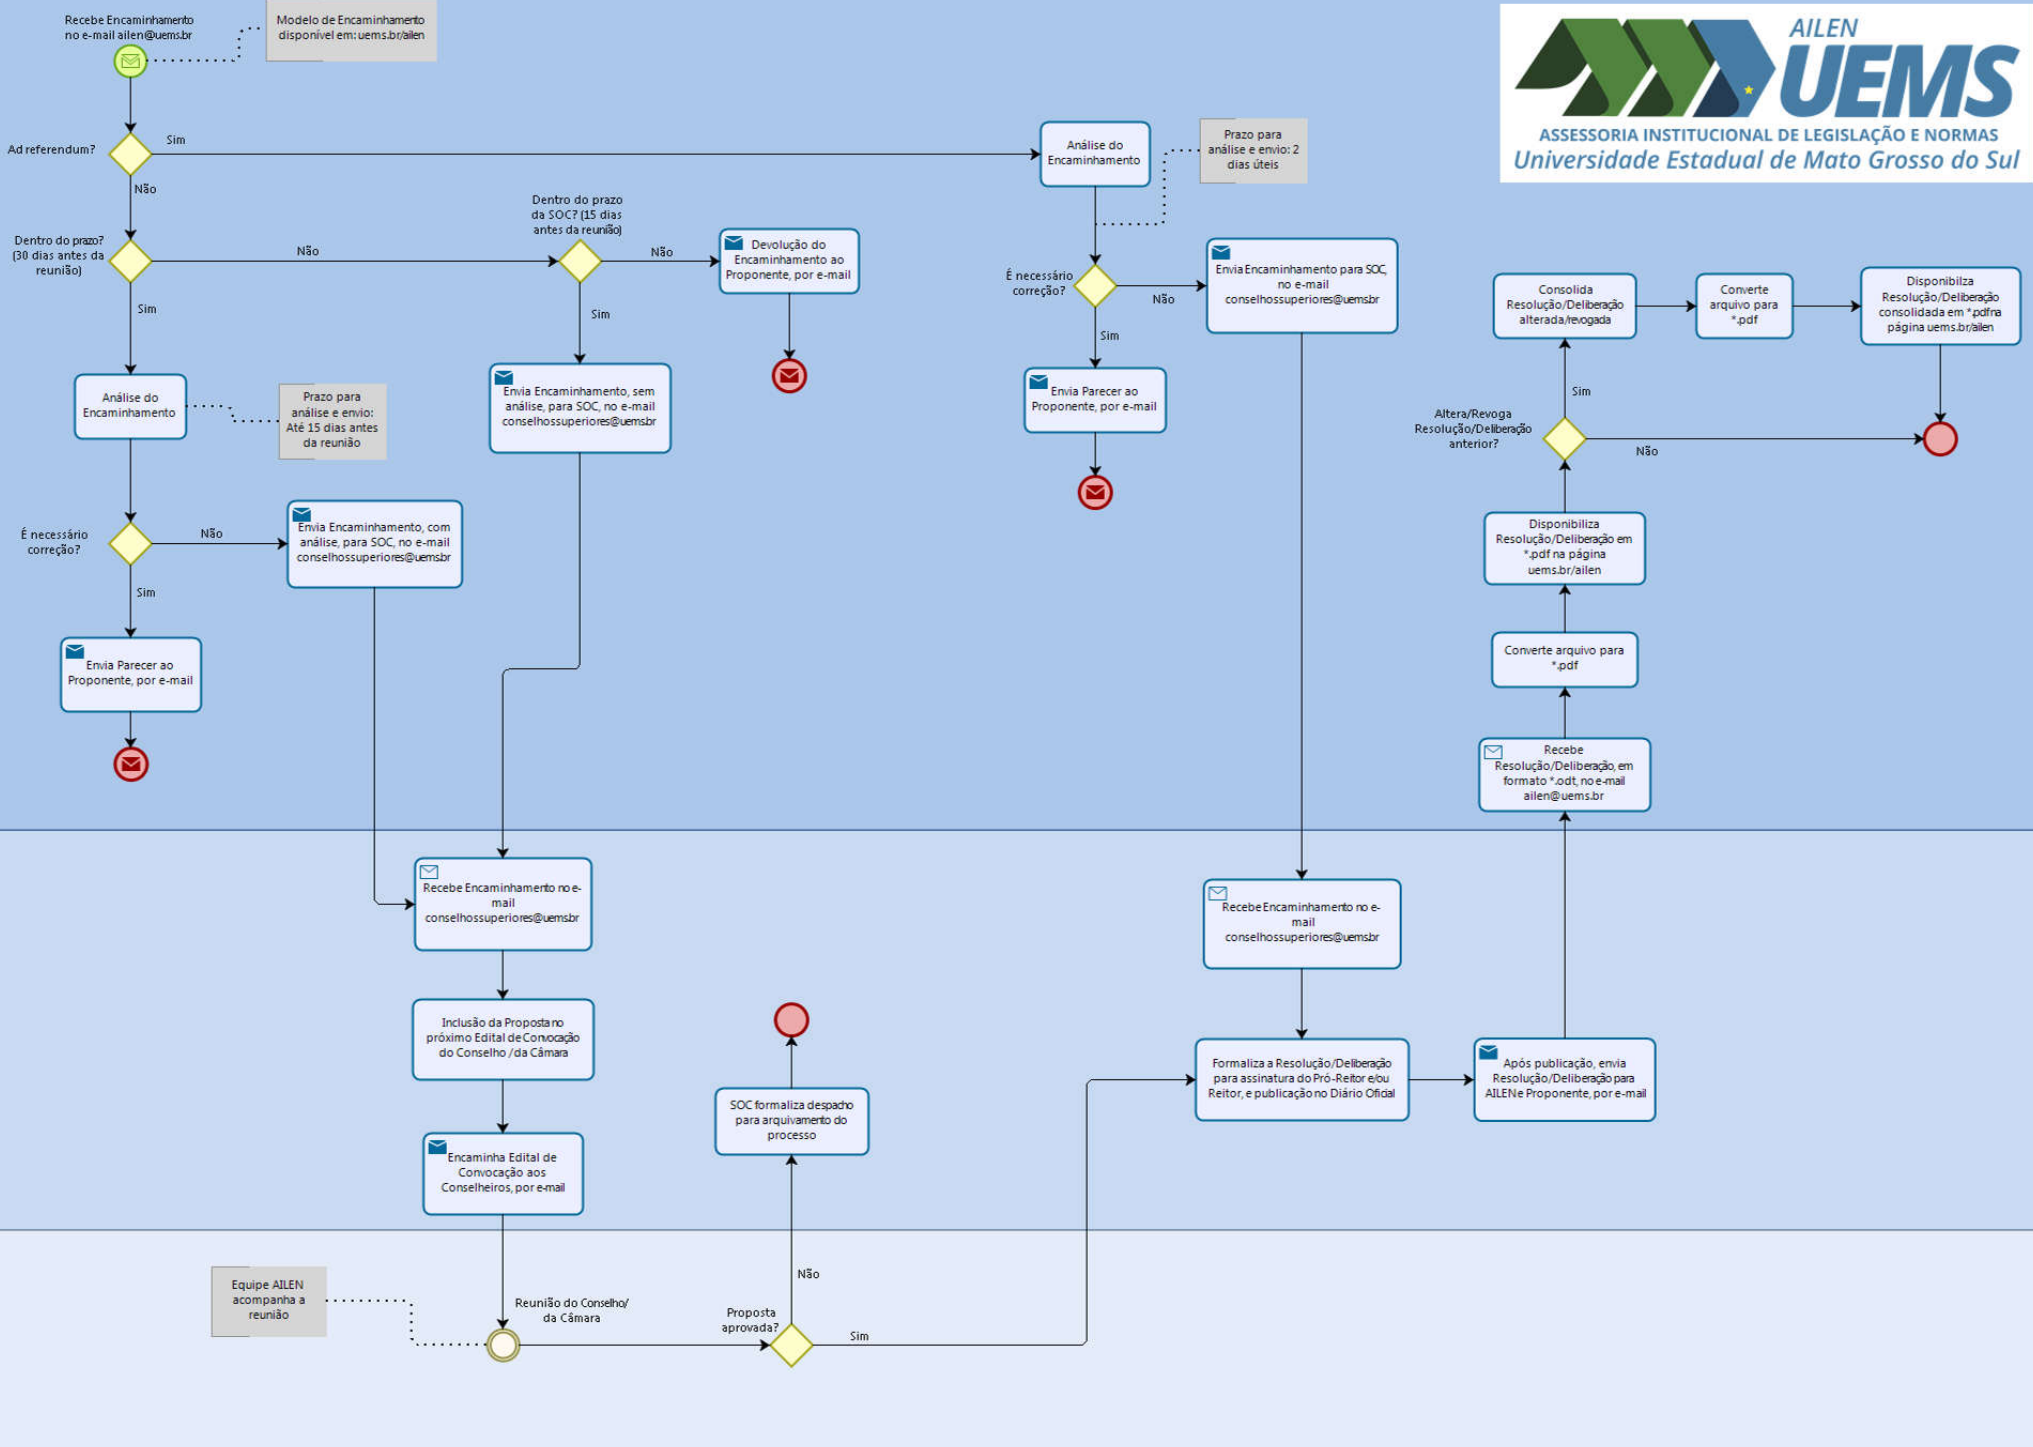 Recebe Encaminhamento
no e-mail ailen@uems.br
Modelo de Encaminhamento
disponível em: uems.br/ailen
AILEN
UEMS
ASSESSORIA INSTITUCIONAL DE LEGISLAÇÃO E NORMAS
Universidade Estadual de Mato Grosso do Sul
Ad referendum?
Sim
Não
Análise do
Encaminhamento
Prazo para
análise e envio: 2
dias úteis
Dentro do prazo?
(30 dias antes da
reunião)
Não
Sim
Dentro do prazo
da SOC? (15 dias
antes da reunião)
Não
Sim
Devolução do
Encaminhamento ao
Proponente, por e-mail
É necessário
correção?
Não
Sim
Envia Encaminhamento para SOC,
no e-mail
conselhossuperiores@uems.br
Consolida
Resolução/Deliberação
alterada/revogada
Converte
arquivo para
*.pdf
Disponibilza
Resolução/Deliberação
consolidada em *.pdf na
página uems.br/ailen
Análise do
Encaminhamento
Prazo para
análise e envio:
Até 15 dias antes
da reunião
Envia Encaminhamento, sem
análise, para SOC, no e-mail
conselhossuperiores@uems.br
Envia Parecer ao
Proponente, por e-mail
Altera/Revoga
Resolução/Deliberação
anterior?
Sim
Não
É necessário
correção?
Não
Sim
Envia Encaminhamento, com
análise, para SOC, no e-mail
conselhossuperiores@uems.br
Disponibiliza
Resolução/Deliberação em
*.pdf na página
uems.br/ailen
Envia Parecer ao
Proponente, por e-mail
Converte arquivo para
*.pdf
Recebe
Resolução/Deliberação, em
formato *.odt, no e-mail
ailen@uems.br
Recebe Encaminhamento no e-
mail
conselhossuperiores@uems.br
Recebe Encaminhamento no e-
mail
conselhossuperiores@uems.br
Inclusão da Proposta no
próximo Edital de Convocação
do Conselho / da Câmara
SOC formaliza despacho
para arquivamento do
processo
Formaliza a Resolução/Deliberação
para assinatura do Pró-Reitor e/ou
Reitor, e publicação no Diário Oficial
Após publicação, envia
Resolução/Deliberação para
AILEN e Proponente, por e-mail
Encaminha Edital de
Convocação aos
Conselheiros, por e-mail
Equipe AILEN
acompanha a
reunião
Reunião do Conselho/
da Câmara
Proposta
aprovada?
Não
Sim